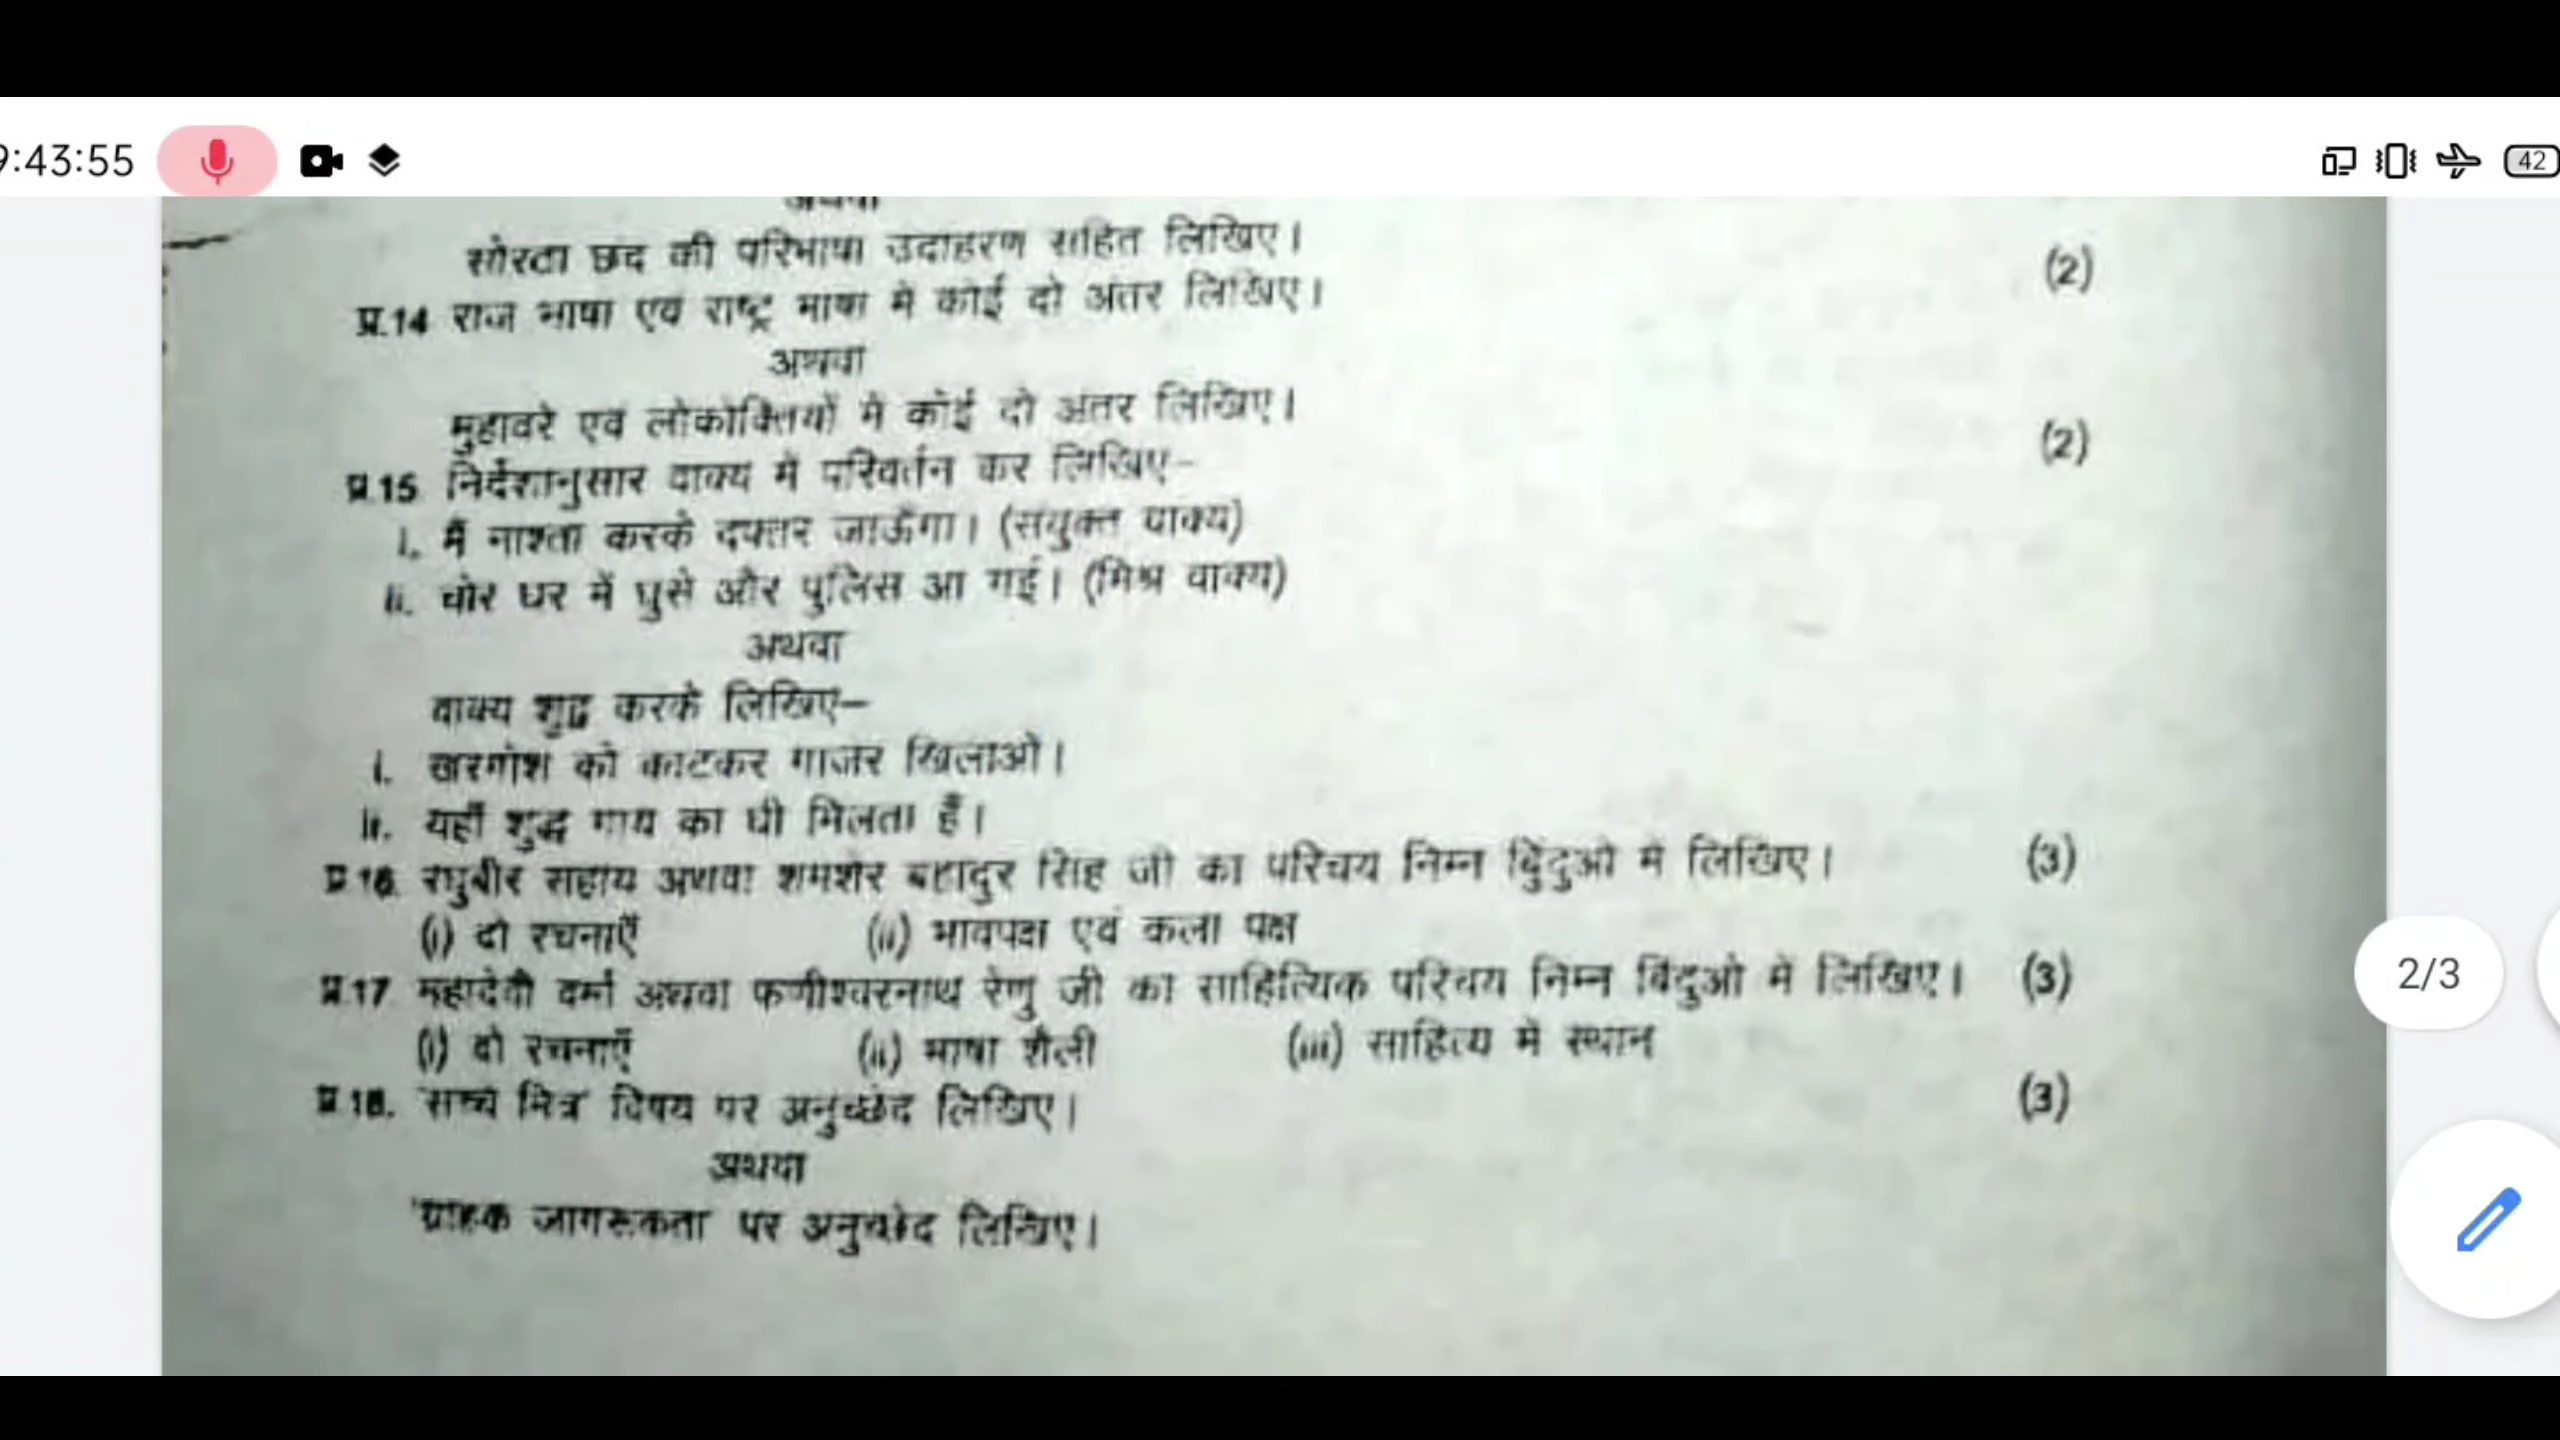 9:43:55
42
अथवा
सोरठा छंद की परिभाषा उदाहरण सहित लिखिए।
(2)
प्र.14 राज भाषा एवं राष्ट्र भाषा में कोई दो अंतर लिखिए।
अथवा
मुहावरे एवं लोकोक्तियों में कोई दो अंतर लिखिए।
(2)
प्र.15 निर्देशानुसार वाक्य में परिवर्तन कर लिखिए-
i. मैं नाश्ता करके दफ्तर जाऊँगा। (संयुक्त वाक्य)
ii. चोर घर में घुसे और पुलिस आ गई। (मिश्र वाक्य)
अथवा
वाक्य शुद्ध करके लिखिए–
i. खरगोश को काटकर गाजर खिलाओ।
ii. यहाँ शुद्ध गाय का घी मिलता हैं।
प्र 16. रघुबीर सहाय अथवा शमशेर बहादुर सिंह जी का परिचय निम्न बिंदुओं में लिखिए। (3)
(i) दो रचनाऐं (ii) भावपक्ष एवं कला पक्ष
प्र.17 महादेवी वर्मा अथवा फणीश्वरनाथ रेणु जी का साहित्यिक परिचय निम्न बिंदुओ में लिखिए। (3)
(i) दो रचनाएँ (ii) भाषा शैली (iii) साहित्य में स्थान
प्र 18. 'सच्चे मित्र' विषय पर अनुच्छेद लिखिए। (3)
अथवा
'ग्राहक जागरूकता पर अनुच्छेद लिखिए।
2/3